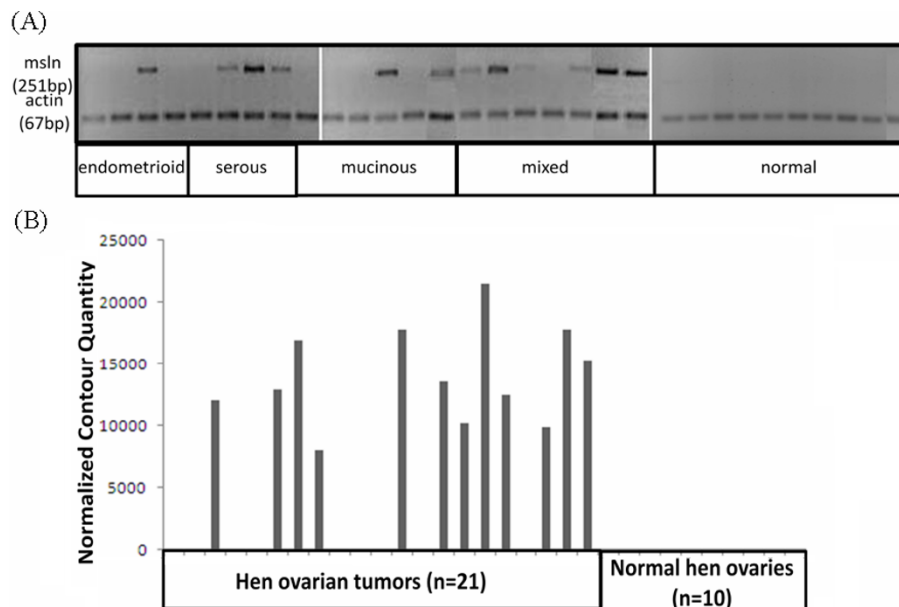 (A)
msln
(251bp)
actin
(67bp)
endometrioid serous mucinous mixed normal
(B)
Normalized Contour Quantity
25000
20000
15000
10000
5000
0
Hen ovarian tumors (n=21)
Normal hen ovaries
(n=10)